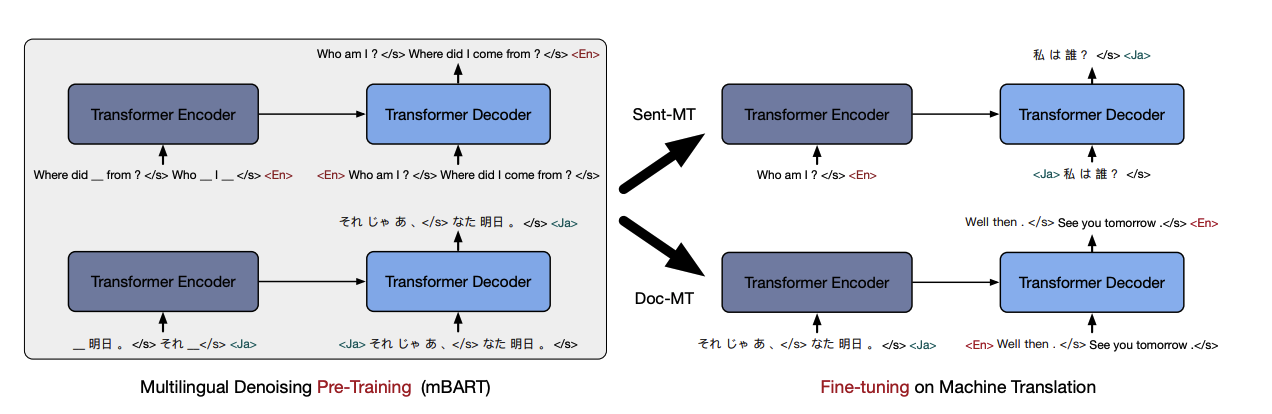 Who am I ? </s> Where did I come from ? </s> <En>
Transformer Encoder
Transformer Decoder
Where did __ from ? </s> Who __ I __ </s> <En>
<En> Who am I ? </s> Where did I come from ? </s>
それ じゃ あ 、</s> なた 明日 。 </s> <Ja>
Transformer Encoder
Transformer Decoder
__ 明日 。 </s> それ __</s> <Ja>
<Ja> それ じゃ あ 、</s> なた 明日 。 </s>
Multilingual Denoising Pre-Training (mBART)
Sent-MT
私 は 誰 ? </s> <Ja>
Transformer Encoder
Transformer Decoder
Who am I ? </s> <En>
<Ja> 私 は 誰 ? </s>
Doc-MT
Well then . </s> See you tomorrow .</s> <En>
Transformer Encoder
Transformer Decoder
それ じゃ あ 、</s> なた 明日 。 </s> <Ja>
<En> Well then . </s> See you tomorrow .</s>
Fine-tuning on Machine Translation